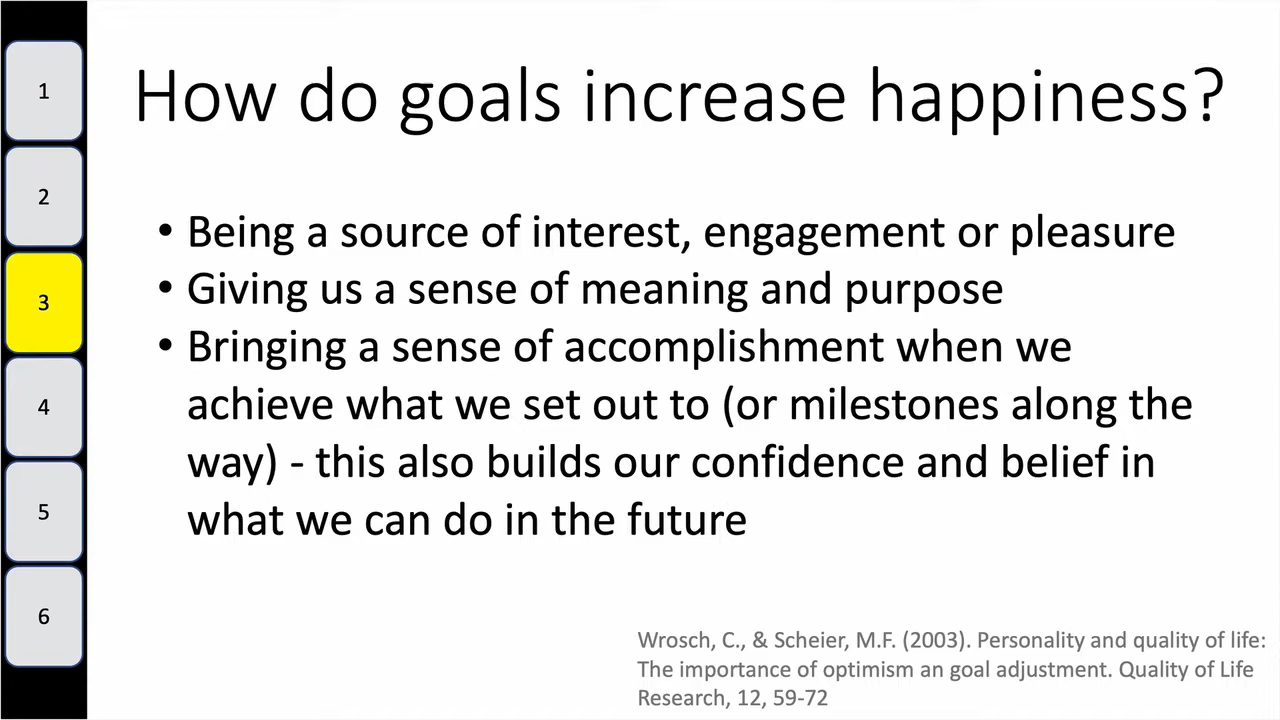 1
2
3
4
5
6
How do goals increase happiness?
• Being a source of interest, engagement or pleasure
• Giving us a sense of meaning and purpose
• Bringing a sense of accomplishment when we
achieve what we set out to (or milestones along the
way) - this also builds our confidence and belief in
what we can do in the future
Wrosch, C., & Scheier, M.F. (2003). Personality and quality of life:
The importance of optimism an goal adjustment. Quality of Life
Research, 12, 59-72